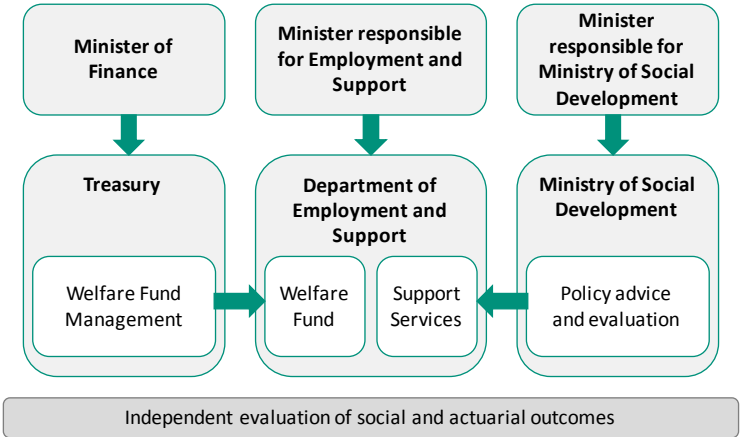 Minister of
Finance
Minister responsible
for Employment and
Support
Minister
responsible for
Ministry of Social
Development
Treasury
Department of
Employment and
Support
Ministry of Social
Development
Welfare Fund
Management
Welfare
Fund
Support
Services
Policy advice
and evaluation
Independent evaluation of social and actuarial outcomes